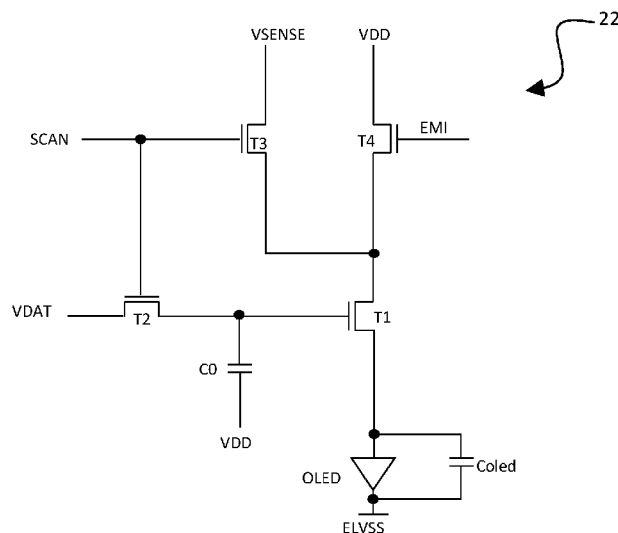 22
VSENSE
VDD
SCAN
T3
T4
EMI
VDAT
T2
T1
C0
VDD
OLED
Coled
ELVSS